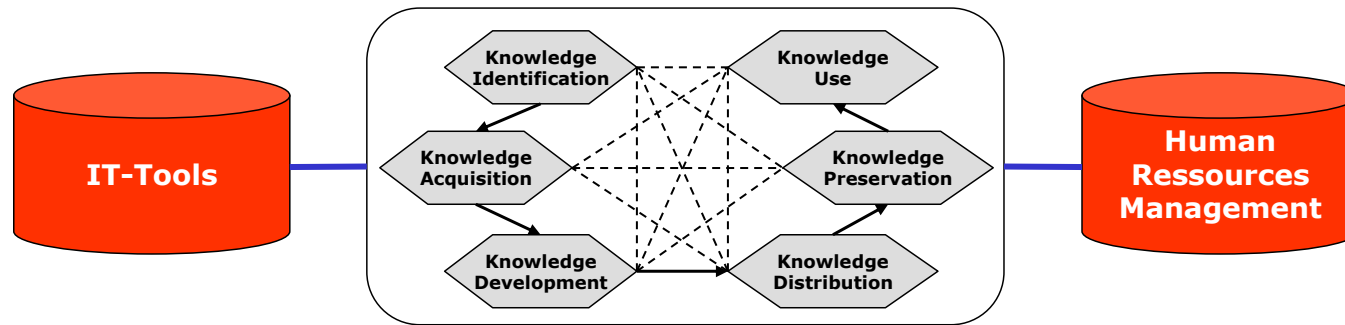 IT-Tools
Knowledge
Identification
Knowledge
Acquisition
Knowledge
Development
Knowledge
Use
Knowledge
Preservation
Knowledge
Distribution
Human
Ressources
Management